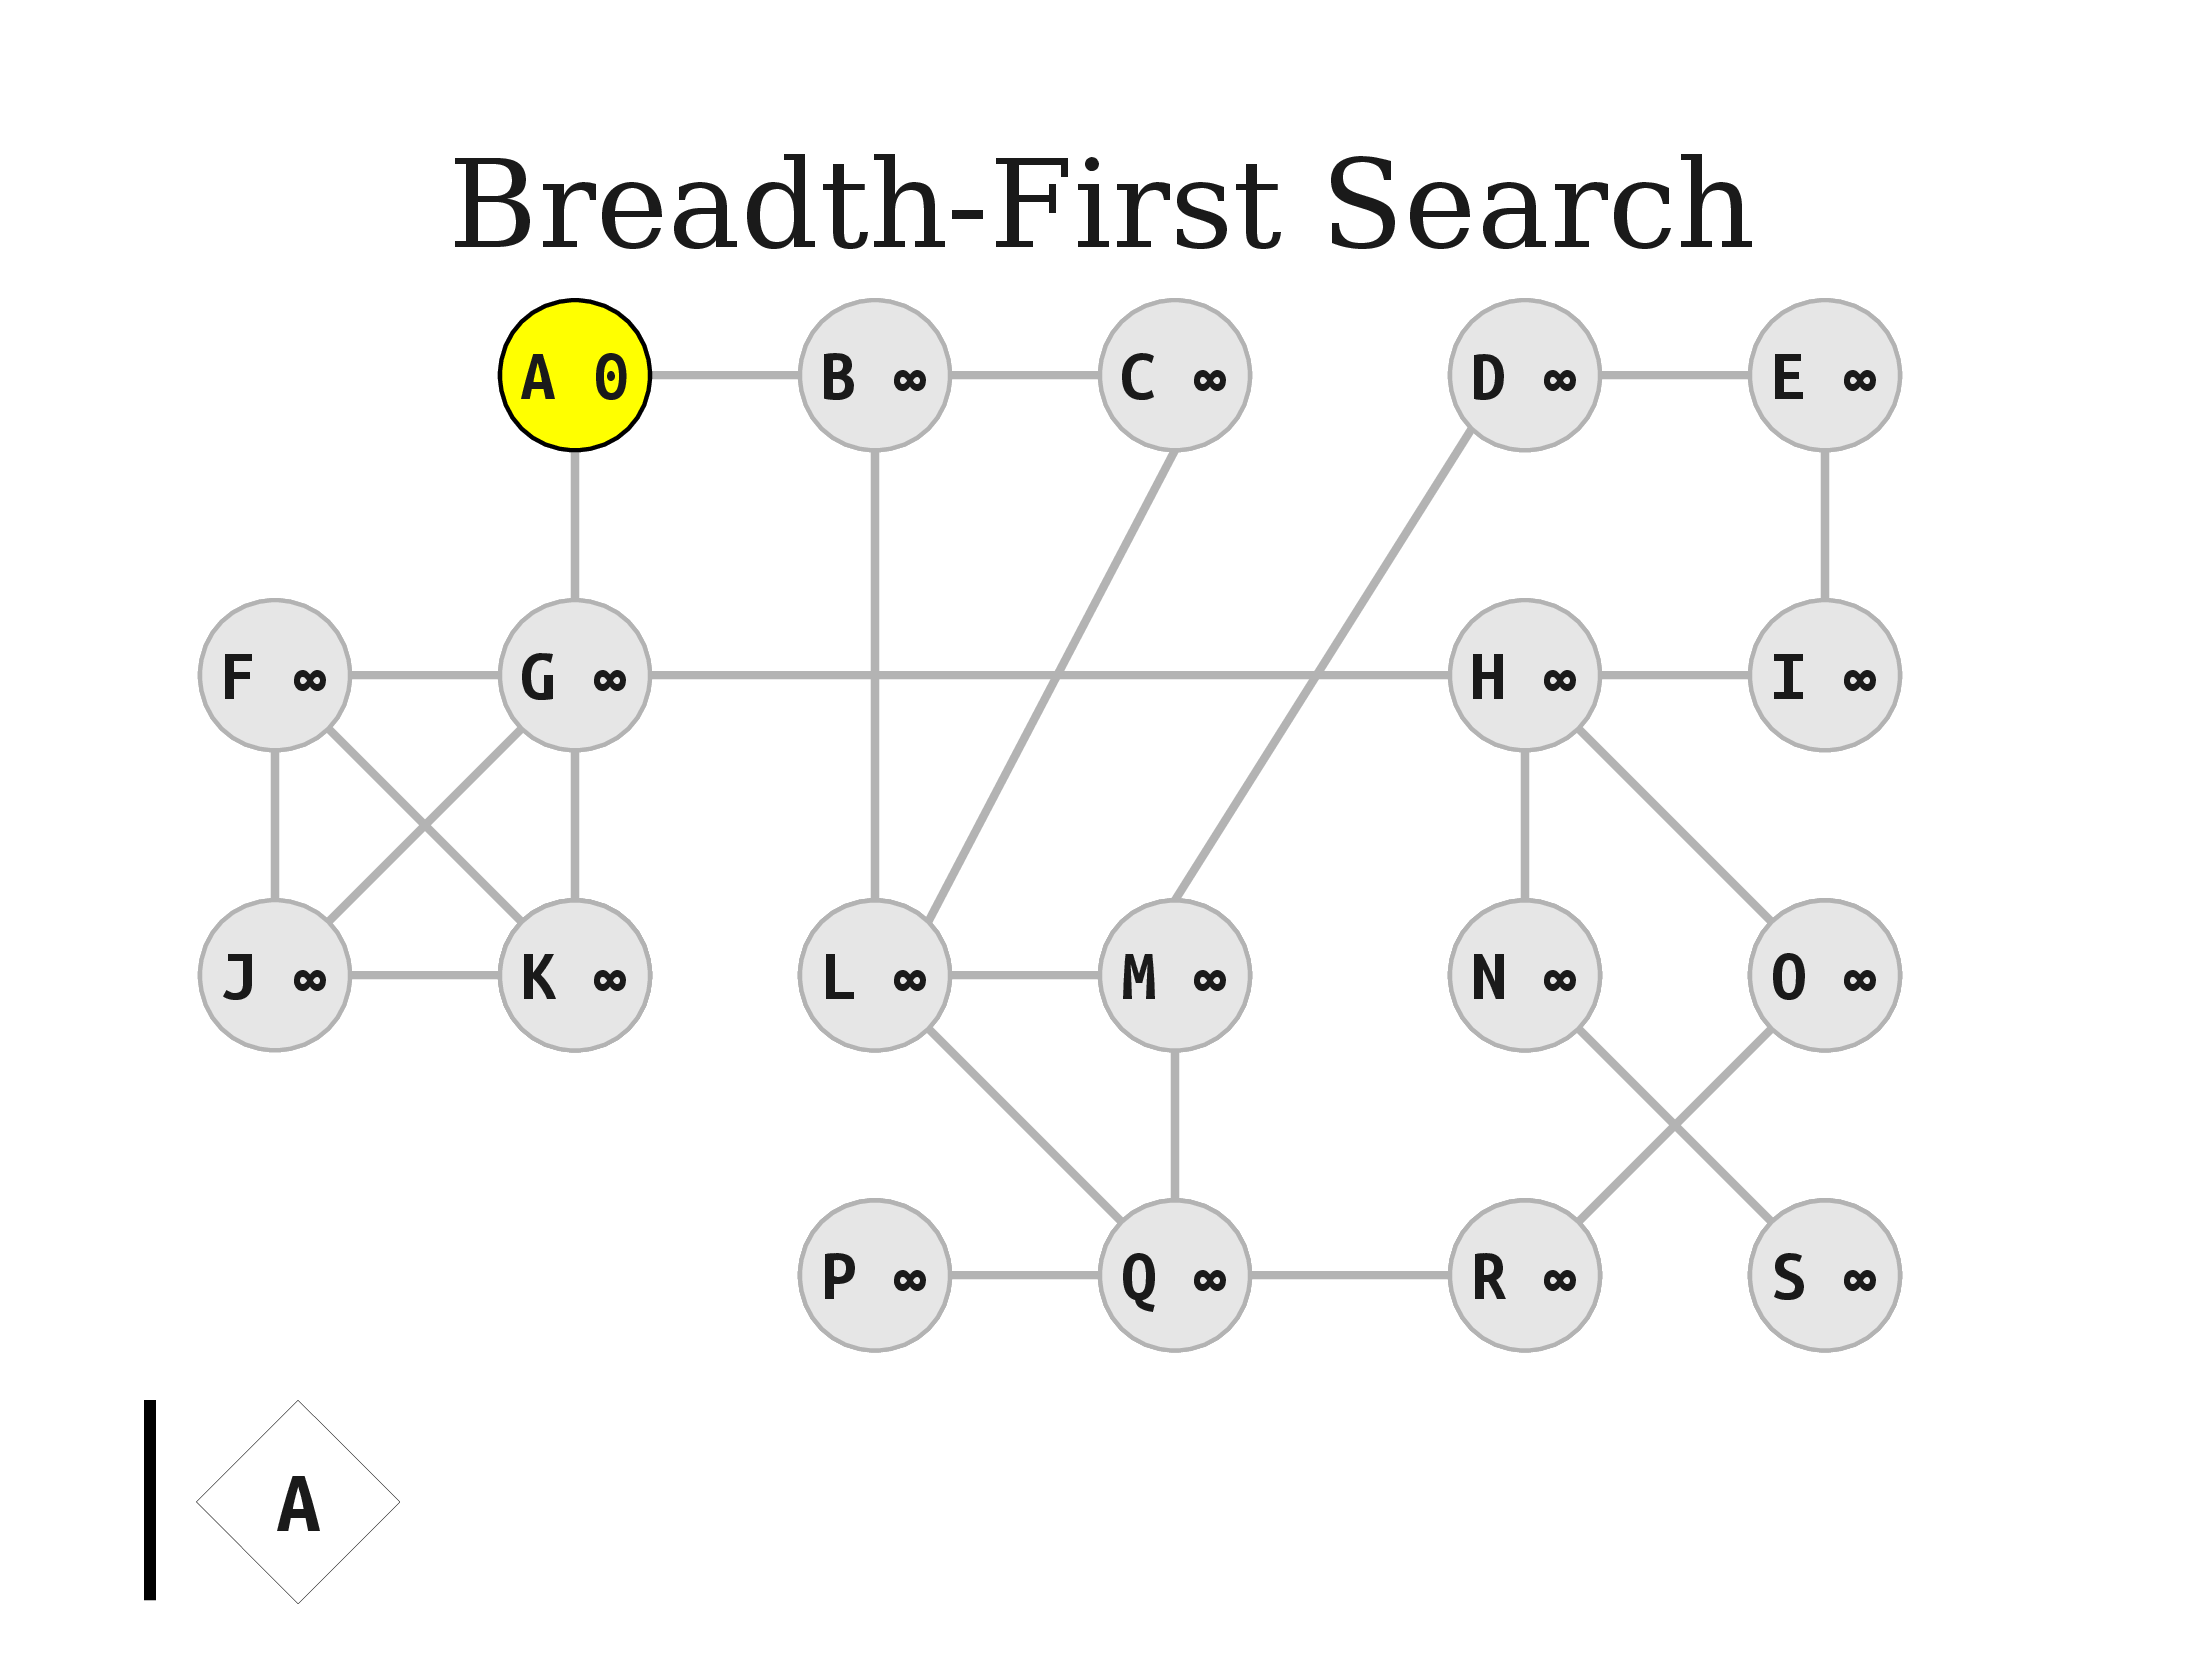 Breadth-First Search
A 0 B ∞ C ∞ D ∞ E ∞
F ∞ G ∞ H ∞ I ∞
J ∞ K ∞ L ∞ M ∞ N ∞ O ∞
P ∞ Q ∞ R ∞ S ∞
A